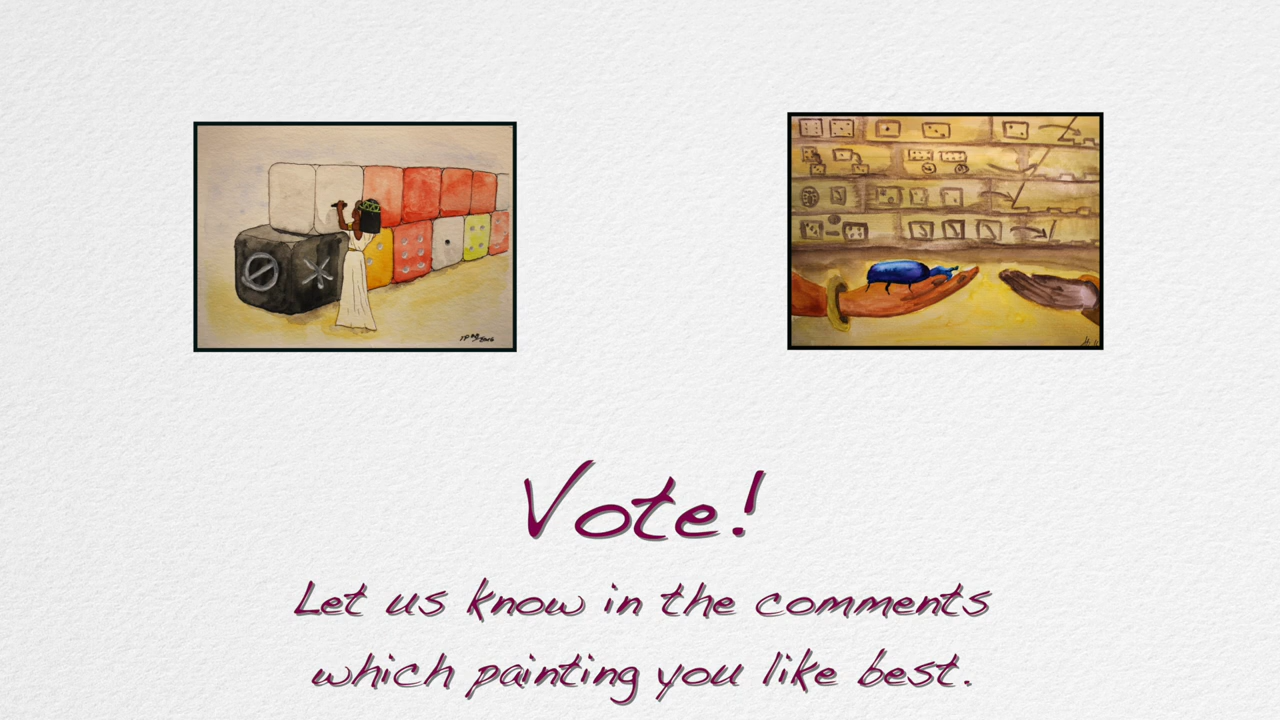 Vote!
Let us know in the comments
which painting you like best.